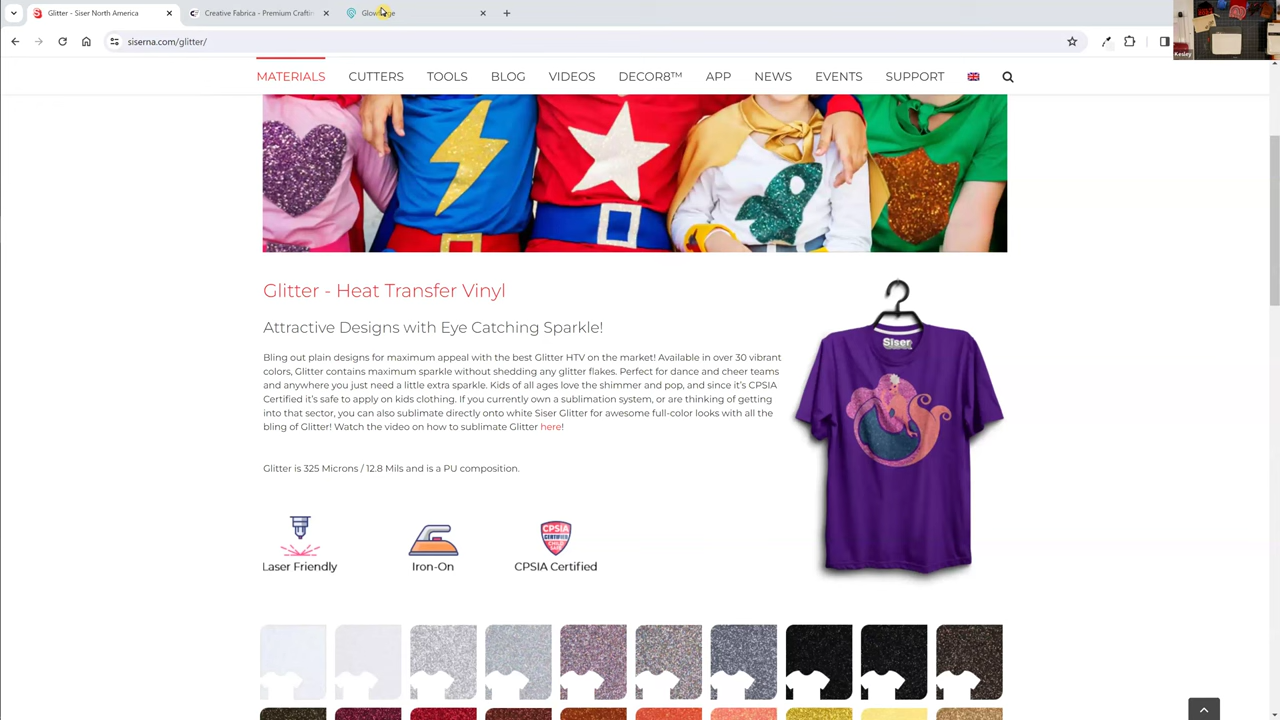 Glitter - Siser North America
Creative Fabrica - Premium Craftin
siserna.com/glitter/
Kesley
MATERIALS CUTTERS TOOLS BLOG VIDEOS DECOR8™ APP NEWS EVENTS SUPPORT
Glitter - Heat Transfer Vinyl
Attractive Designs with Eye Catching Sparkle!
Bling out plain designs for maximum appeal with the best Glitter HTV on the market! Available in over 30 vibrant
colors, Glitter contains maximum sparkle without shedding any glitter flakes. Perfect for dance and cheer teams
and anywhere you just need a little extra sparkle. Kids of all ages love the shimmer and pop, and since it's CPSIA
Certified it's safe to apply on kids clothing. If you currently own a sublimation system, or are thinking of getting
into that sector, you can also sublimate directly onto white Siser Glitter for awesome full-color looks with all the
bling of Glitter! Watch the video on how to sublimate Glitter here!
Siser
Glitter is 325 Microns / 12.8 Mils and is a PU composition.
CPSIA
CERTIFIED
CHILD
SAFE
Laser Friendly
Iron-On
CPSIA Certified